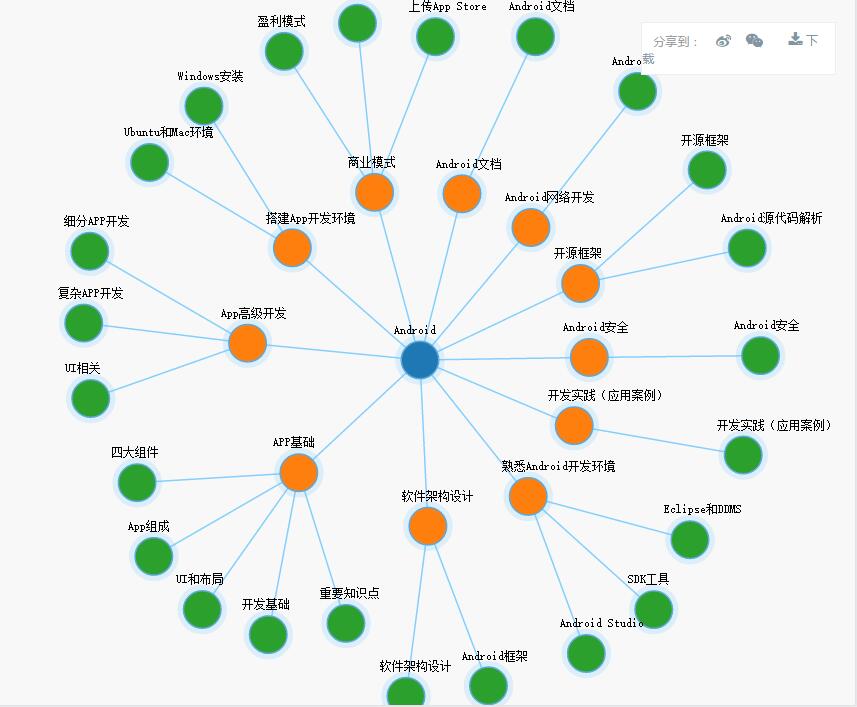 上传App Store
Android文档
盈利模式
分享到：
下
载
Andro
Windows安装
Ubuntu和Mac环境
开源框架
商业模式
Android文档
Android网络开发
搭建App开发环境
Android源代码解析
细分APP开发
开源框架
复杂APP开发
App高级开发
Android
Android安全
Android安全
UI相关
开发实践（应用案例）
开发实践（应用案例）
APP基础
四大组件
熟悉Android开发环境
软件架构设计
Eclipse和DDMS
App组成
UI和布局
SDK工具
开发基础
重要知识点
Android Studio
软件架构设计
Android框架